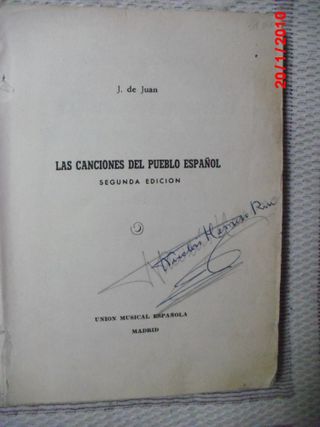 J. de Juan
LAS CANCIONES DEL PUEBLO ESPAÑOL
SEGUNDA EDICION
UNION MUSICAL ESPAÑOLA
MADRID
20/1/2010